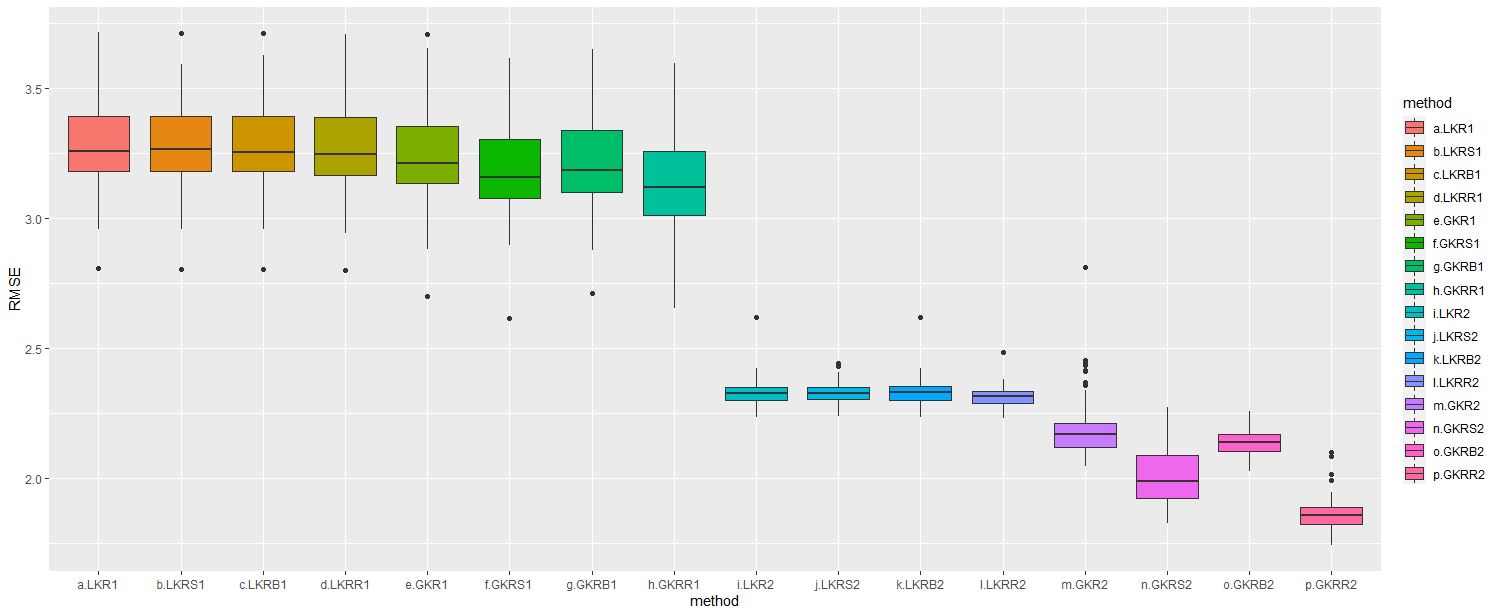 RMSE
3.5
3.0
2.5
2.0
a.LKR1 b.LKRS1 c.LKRB1 d.LKRR1 e.GKR1 f.GKRS1 g.GKRB1 h.GKRR1 i.LKR2 j.LKRS2 k.LKRB2 l.LKRR2 m.GKR2 n.GKRS2 o.GKRB2 p.GKRR2
method
method
a.LKR1
b.LKRS1
c.LKRB1
d.LKRR1
e.GKR1
f.GKRS1
g.GKRB1
h.GKRR1
i.LKR2
j.LKRS2
k.LKRB2
l.LKRR2
m.GKR2
n.GKRS2
o.GKRB2
p.GKRR2